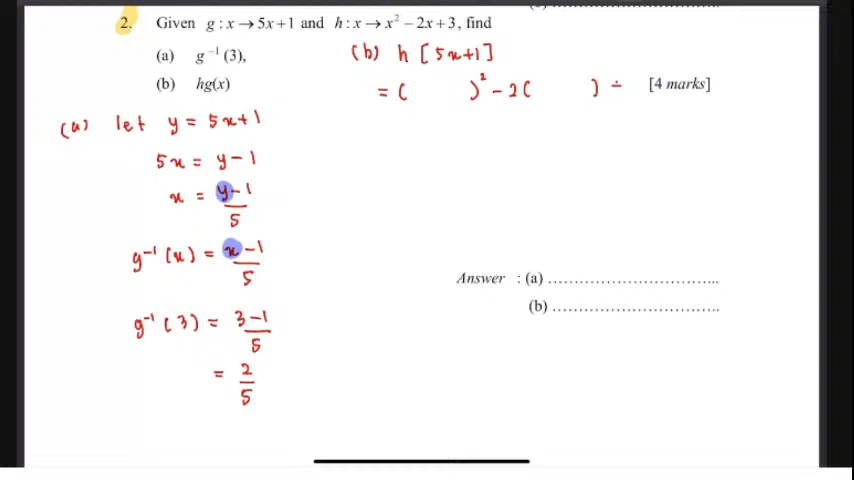 2. Given g : x → 5x + 1 and h : x → x² − 2x + 3, find
(a) g⁻¹(3),
(b) hg(x)
[4 marks]
(a) let y = 5x + 1
5x = y − 1
x = y − 1 / 5
g⁻¹(x) = x − 1 / 5
g⁻¹(3) = 3 − 1 / 5
= 2 / 5
(b) h [5x+1]
= ( )² − 2( ) ÷
Answer : (a) ……………………………..
(b) …………………………….